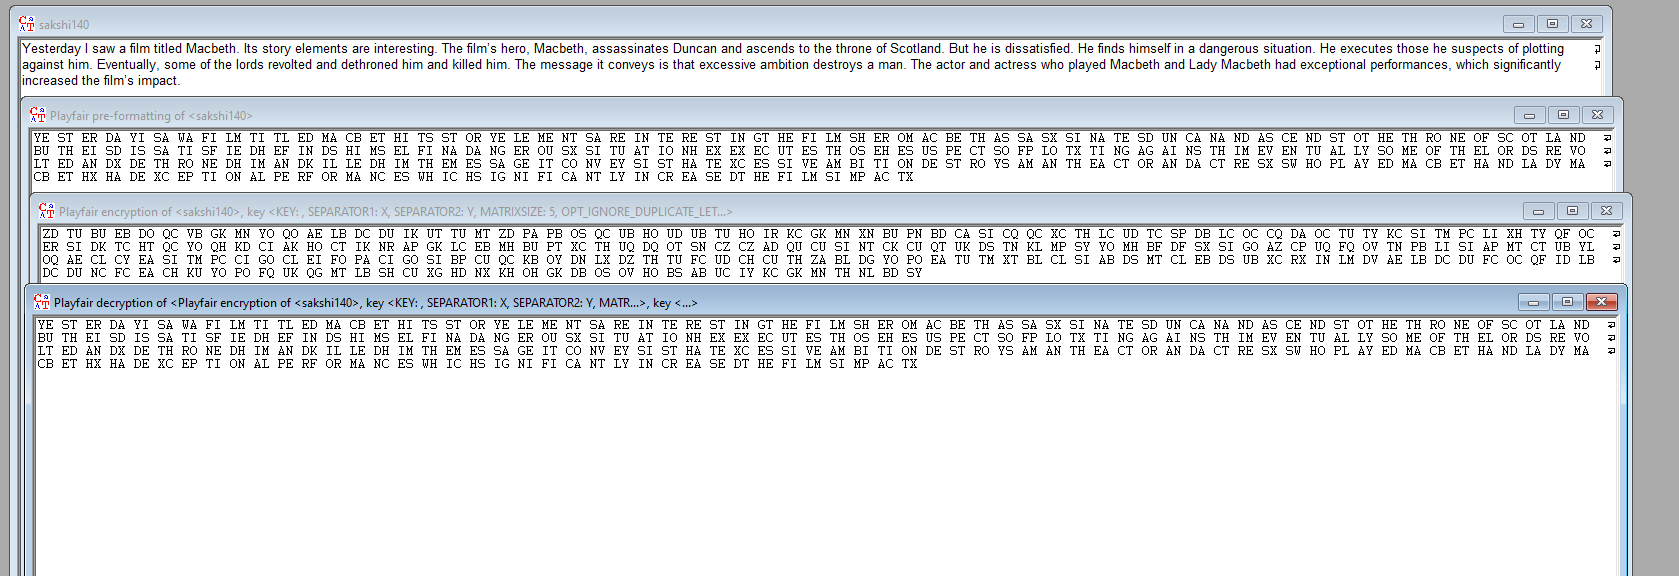 sakshi140
Yesterday I saw a film titled Macbeth. Its story elements are interesting. The film's hero, Macbeth, assassinates Duncan and ascends to the throne of Scotland. But he is dissatisfied. He finds himself in a dangerous situation. He executes those he suspects of plotting
against him. Eventually, some of the lords revolted and dethroned him and killed him. The message it conveys is that excessive ambition destroys a man. The actor and actress who played Macbeth and Lady Macbeth had exceptional performances, which significantly
increased the film's impact.
Playfair pre-formatting of <sakshi140>
YE ST ER DA YI SA WA FI LM TI TL ED MA CB ET HI TS ST OR YE LE ME NT SA RE IN TE RE ST IN GT HE FI LM SH ER OM AC BE TH AS SA SX SI NA TE SD UN CA NA ND AS CE ND ST OT HE TH RO NE OF SC OT LA ND
BU TH EI SD IS SA TI SF IE DH EF IN DS HI MS EL FI NA DA NG ER OU SX SI TU AT IO NH EX EX EC UT ES TH OS EH ES US PE CT SO FP LO TX TI NG AG AI NS TH IM EV EN TU AL LY SO ME OF TH EL OR DS RE VO
LT ED AN DX DE TH RO NE DH IM AN DK IL LE DH IM TH EM ES SA GE IT CO NV EY SI ST HA TE XC ES SI VE AM BI TI ON DE ST RO YS AM AN TH EA CT OR AN DA CT RE SX SW HO PL AY ED MA CB ET HA ND LA DY MA
CB ET HX HA DE XC EP TI ON AL PE RF OR MA NC ES WH IC HS IG NI FI CA NT LY IN CR EA SE DT HE FI LM SI MP AC TX
Playfair encryption of <sakshi140>, key <KEY: , SEPARATOR1: X, SEPARATOR2: Y, MATRIXSIZE: 5, OPT_IGNORE_DUPLICATE_LET...>
ZD TU BU EB DO QC VB GK MN YO QO AE LB DC DU IK UT TU MT ZD PA PB OS QC UB HO UD UB TU HO IR KC GK MN XN BU PN BD CA SI CQ QC XC TH LC UD TC SP DB LC OC CQ DA OC TU TY KC SI TM PC LI XH TY QF OC
ER SI DK TC HT QC YO QH KD CI AK HO CT IK NR AP GK LC EB MH BU PT XC TH UQ DQ OT SN CZ CZ AD QU CU SI NT CK CU QT UK DS TN KL MP SY YO MH BF DF SX SI GO AZ CP UQ FQ OV TN PB LI SI AP MT CT UB YL
OQ AE CL CY EA SI TM PC CI GO CL EI FO PA CI GO SI BP CU QC KB OY DN LX DZ TH TU FC UD CH CU TH ZA BL DG YO PO EA TU TM XT BL CL SI AB DS MT CL EB DS UB XC RX IN LM DV AE LB DC DU FC OC QF ID LB
DC DU NC FC EA CH KU YO PO FQ UK QG MT LB SH CU XG HD NX KH OH GK DB OS OV HO BS AB UC IY KC GK MN TH NL BD SY
Playfair decryption of <Playfair encryption of <sakshi140>, key <KEY: , SEPARATOR1: X, SEPARATOR2: Y, MATR...>, key <...>
YE ST ER DA YI SA WA FI LM TI TL ED MA CB ET HI TS ST OR YE LE ME NT SA RE IN TE RE ST IN GT HE FI LM SH ER OM AC BE TH AS SA SX SI NA TE SD UN CA NA ND AS CE ND ST OT HE TH RO NE OF SC OT LA ND
BU TH EI SD IS SA TI SF IE DH EF IN DS HI MS EL FI NA DA NG ER OU SX SI TU AT IO NH EX EX EC UT ES TH OS EH ES US PE CT SO FP LO TX TI NG AG AI NS TH IM EV EN TU AL LY SO ME OF TH EL OR DS RE VO
LT ED AN DX DE TH RO NE DH IM AN DK IL LE DH IM TH EM ES SA GE IT CO NV EY SI ST HA TE XC ES SI VE AM BI TI ON DE ST RO YS AM AN TH EA CT OR AN DA CT RE SX SW HO PL AY ED MA CB ET HA ND LA DY MA
CB ET HX HA DE XC EP TI ON AL PE RF OR MA NC ES WH IC HS IG NI FI CA NT LY IN CR EA SE DT HE FI LM SI MP AC TX